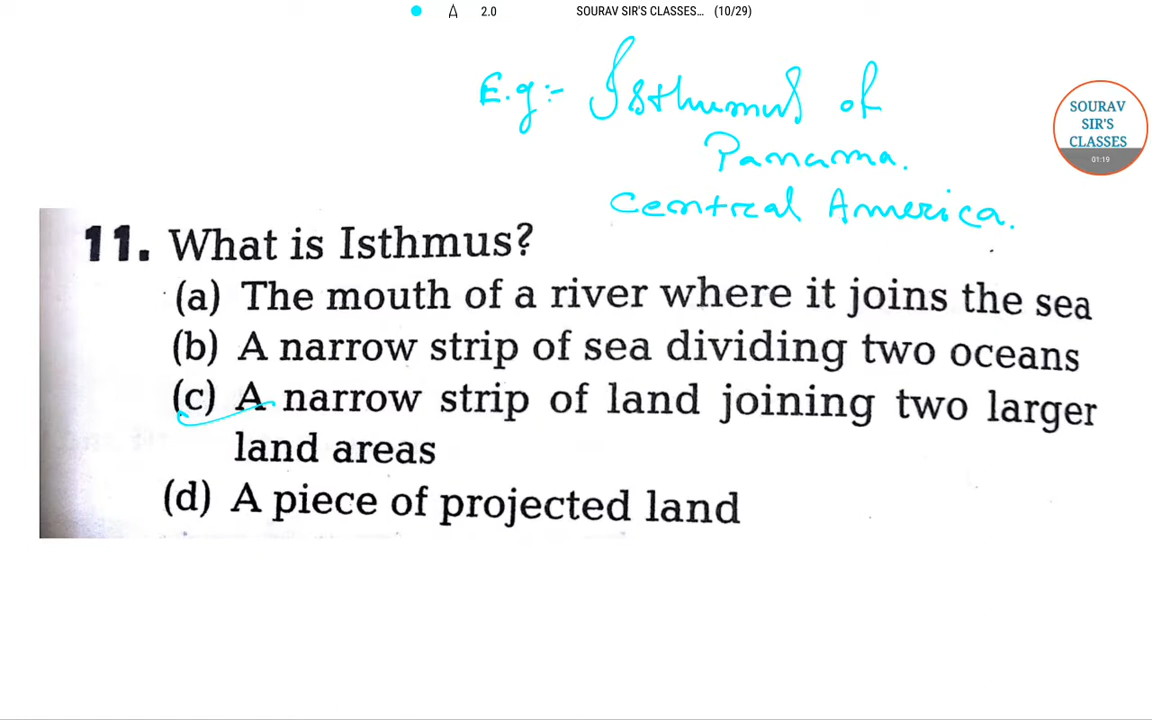 2.0 SOURAV SIR'S CLASSES... (10/29)
E.g:- Isthumus of
Panama.
Central America.
SOURAV
SIR'S
CLASSES
01:19
11. What is Isthmus?
(a) The mouth of a river where it joins the sea
(b) A narrow strip of sea dividing two oceans
(c) A narrow strip of land joining two larger
land areas
(d) A piece of projected land